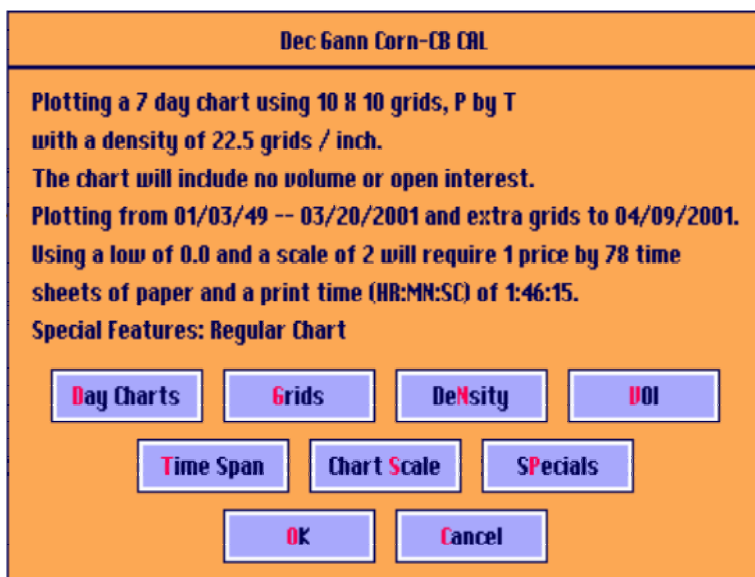 Dec Gann Corn-CB CAL
Plotting a 7 day chart using 10 X 10 grids, P by T
with a density of 22.5 grids / inch.
The chart will include no volume or open interest.
Plotting from 01/03/49 -- 03/20/2001 and extra grids to 04/09/2001.
Using a low of 0.0 and a scale of 2 will require 1 price by 78 time
sheets of paper and a print time (HR:MN:SC) of 1:46:15.
Special Features: Regular Chart
Day Charts Grids DeNsity VOI
Time Span Chart Scale SPecials
OK Cancel